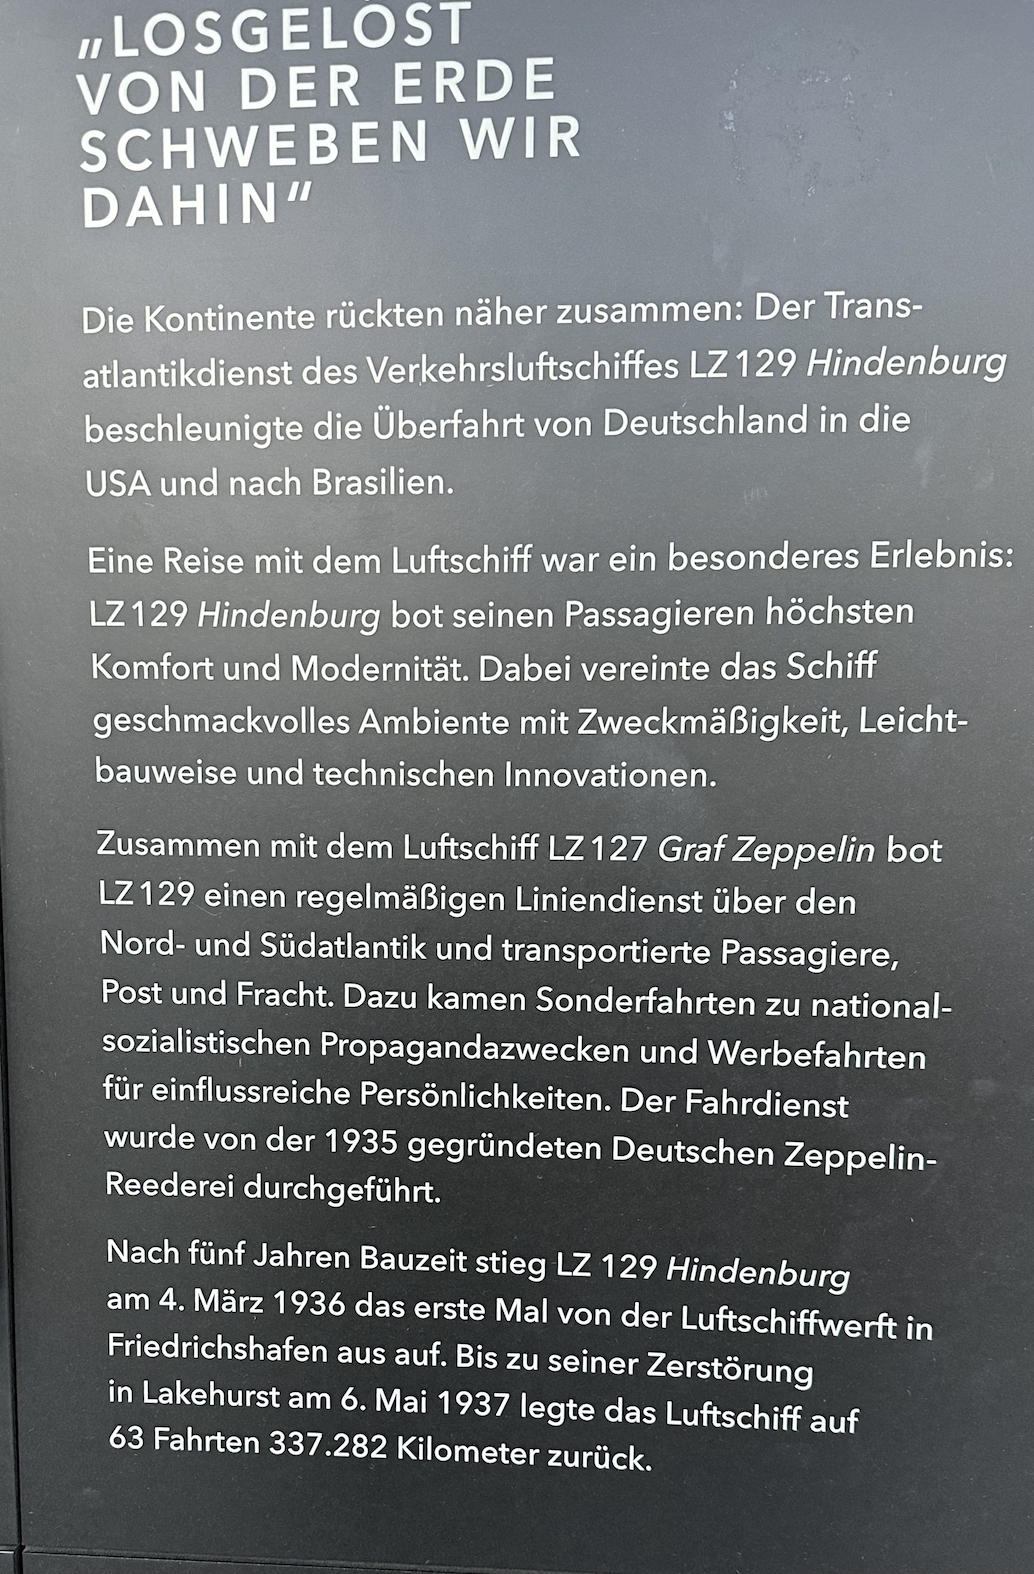 „LOSGELÖST
VON DER ERDE
SCHWEBEN WIR
DAHIN“
Die Kontinente rückten näher zusammen: Der Trans-
atlantikdienst des Verkehrsluftschiffes LZ 129 Hindenburg
beschleunigte die Überfahrt von Deutschland in die
USA und nach Brasilien.
Eine Reise mit dem Luftschiff war ein besonderes Erlebnis:
LZ 129 Hindenburg bot seinen Passagieren höchsten
Komfort und Modernität. Dabei vereinte das Schiff
geschmackvolles Ambiente mit Zweckmäßigkeit, Leicht-
bauweise und technischen Innovationen.
Zusammen mit dem Luftschiff LZ 127 Graf Zeppelin bot
LZ 129 einen regelmäßigen Liniendienst über den
Nord- und Südatlantik und transportierte Passagiere,
Post und Fracht. Dazu kamen Sonderfahrten zu national-
sozialistischen Propagandazwecken und Werbefahrten
für einflussreiche Persönlichkeiten. Der Fahrdienst
wurde von der 1935 gegründeten Deutschen Zeppelin-
Reederei durchgeführt.
Nach fünf Jahren Bauzeit stieg LZ 129 Hindenburg
am 4. März 1936 das erste Mal von der Luftschiffwerft in
Friedrichshafen aus auf. Bis zu seiner Zerstörung
in Lakehurst am 6. Mai 1937 legte das Luftschiff auf
63 Fahrten 337.282 Kilometer zurück.